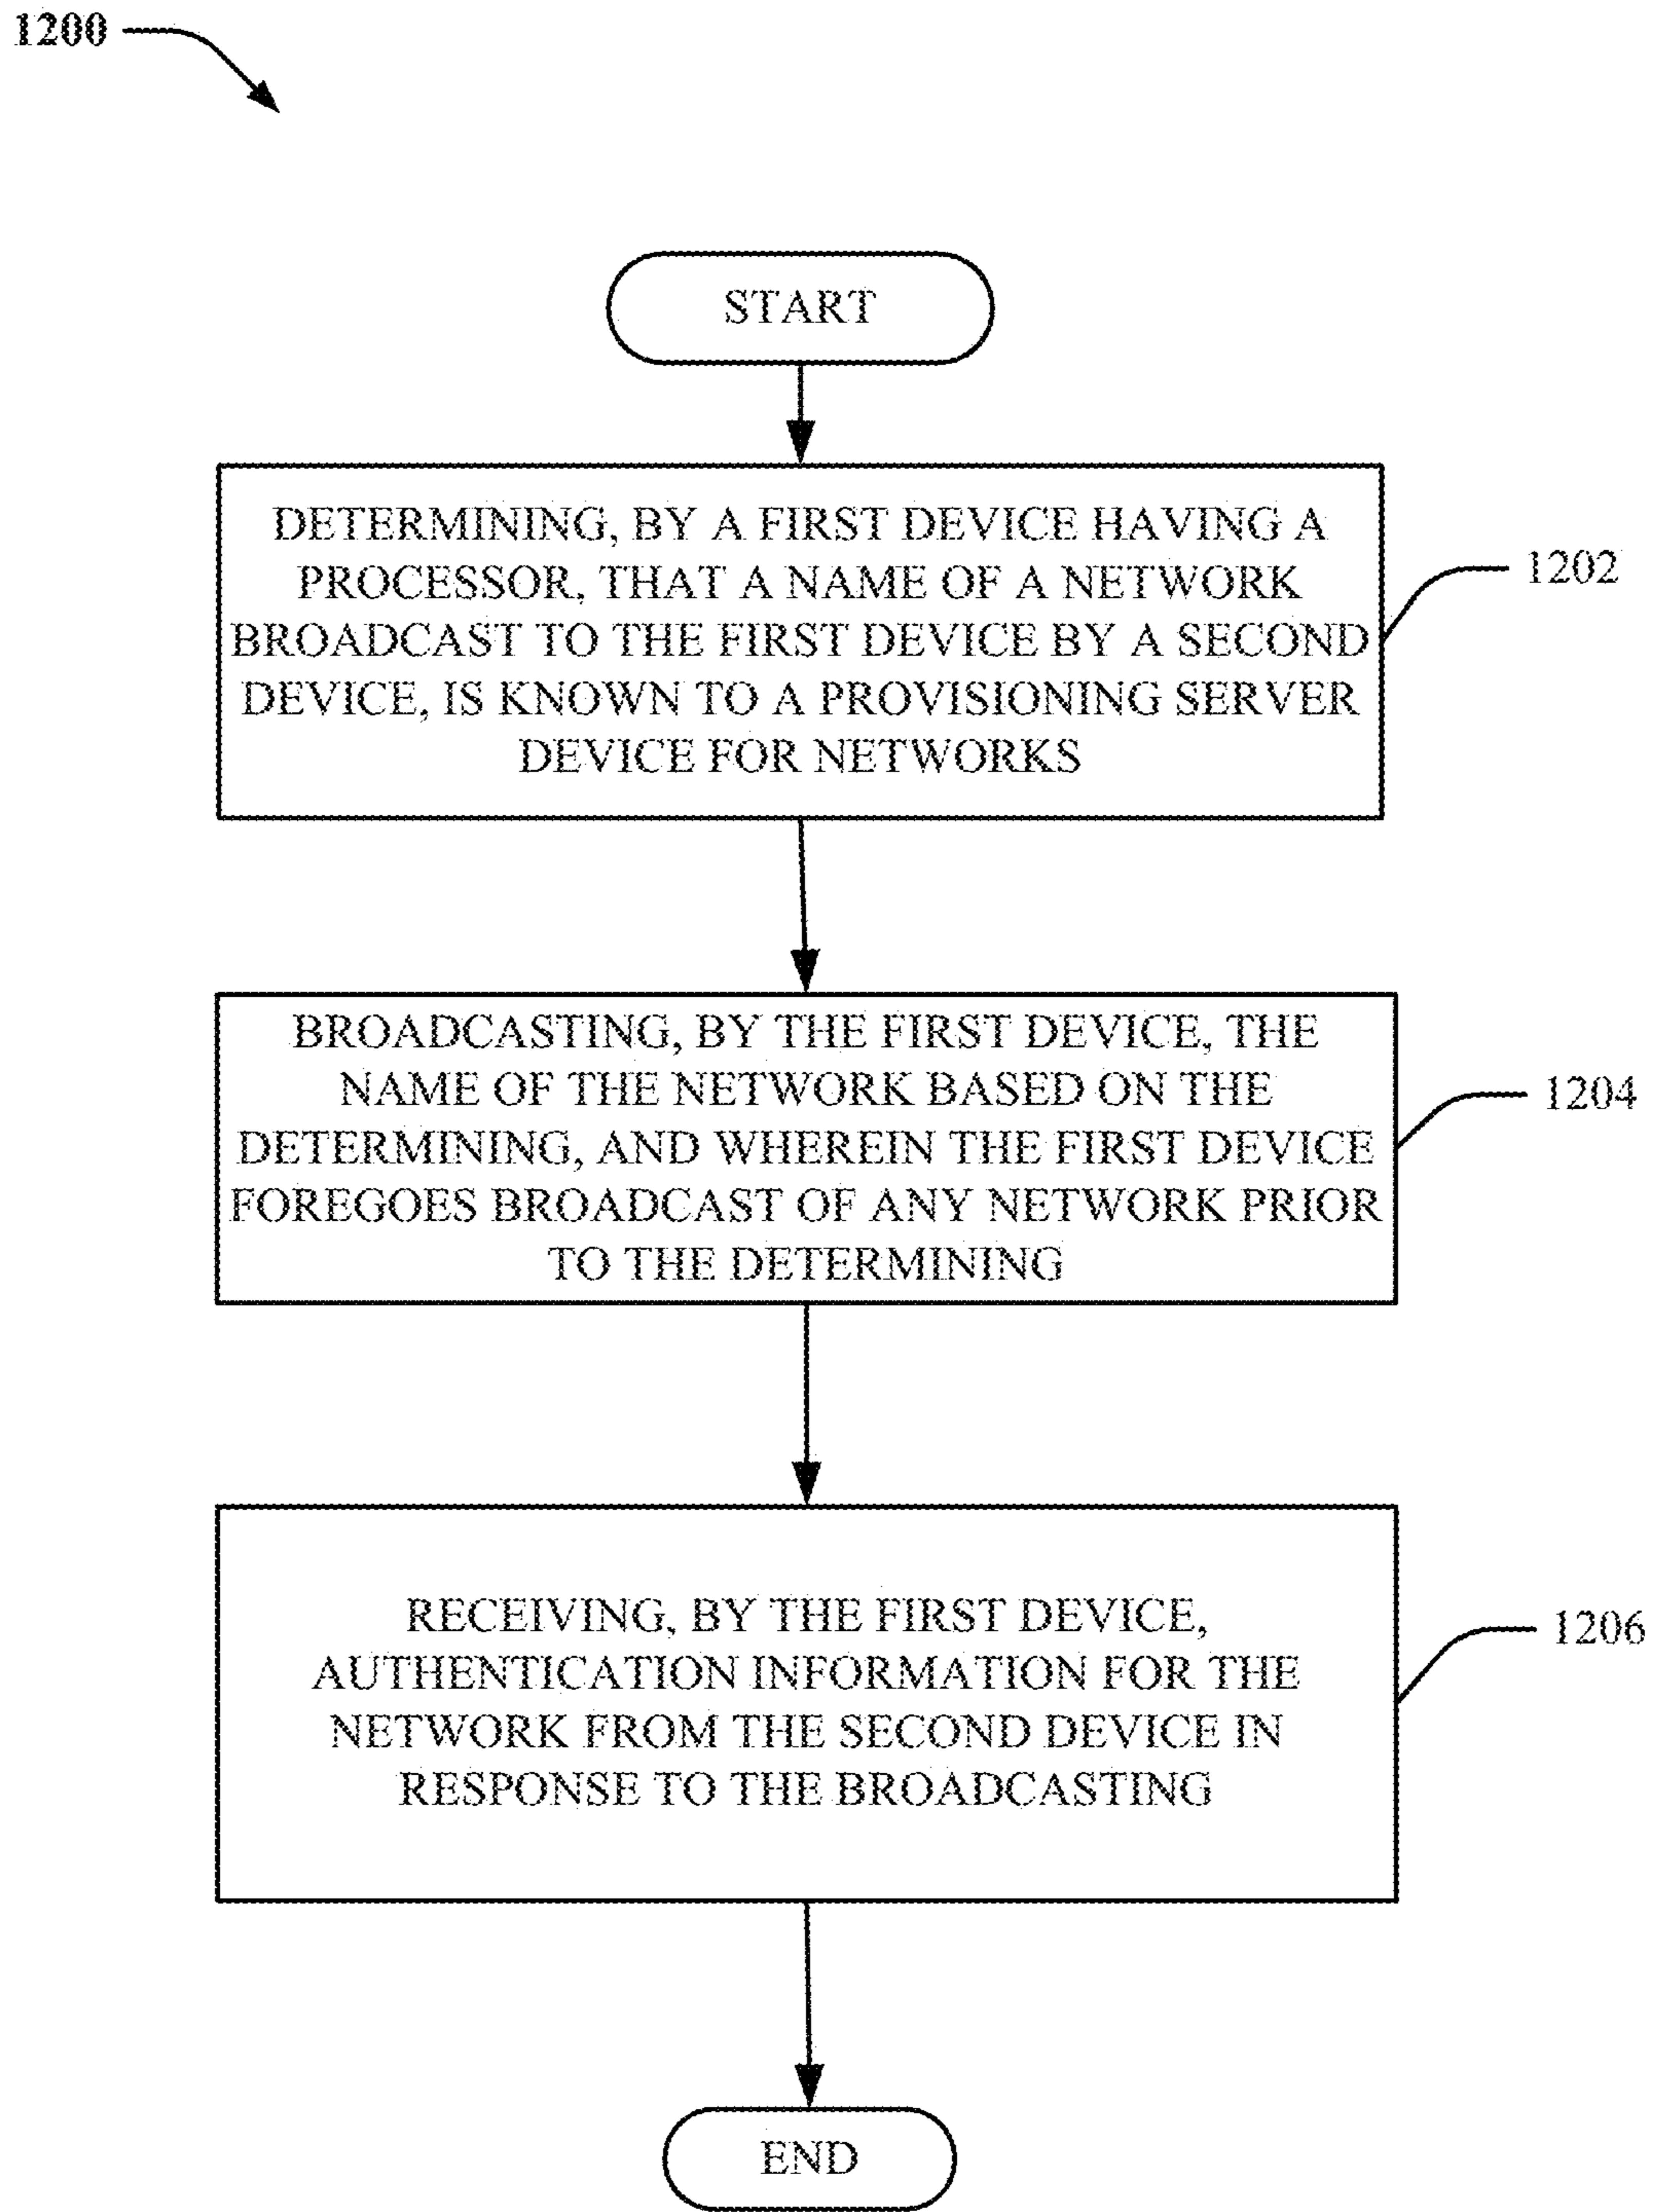 1200
START
DETERMINING, BY A FIRST DEVICE HAVING A
PROCESSOR, THAT A NAME OF A NETWORK
BROADCAST TO THE FIRST DEVICE BY A SECOND
DEVICE, IS KNOWN TO A PROVISIONING SERVER
DEVICE FOR NETWORKS
1202
BROADCASTING, BY THE FIRST DEVICE, THE
NAME OF THE NETWORK BASED ON THE
DETERMINING, AND WHEREIN THE FIRST DEVICE
FOREGOES BROADCAST OF ANY NETWORK PRIOR
TO THE DETERMINING
1204
RECEIVING, BY THE FIRST DEVICE,
AUTHENTICATION INFORMATION FOR THE
NETWORK FROM THE SECOND DEVICE IN
RESPONSE TO THE BROADCASTING
1206
END